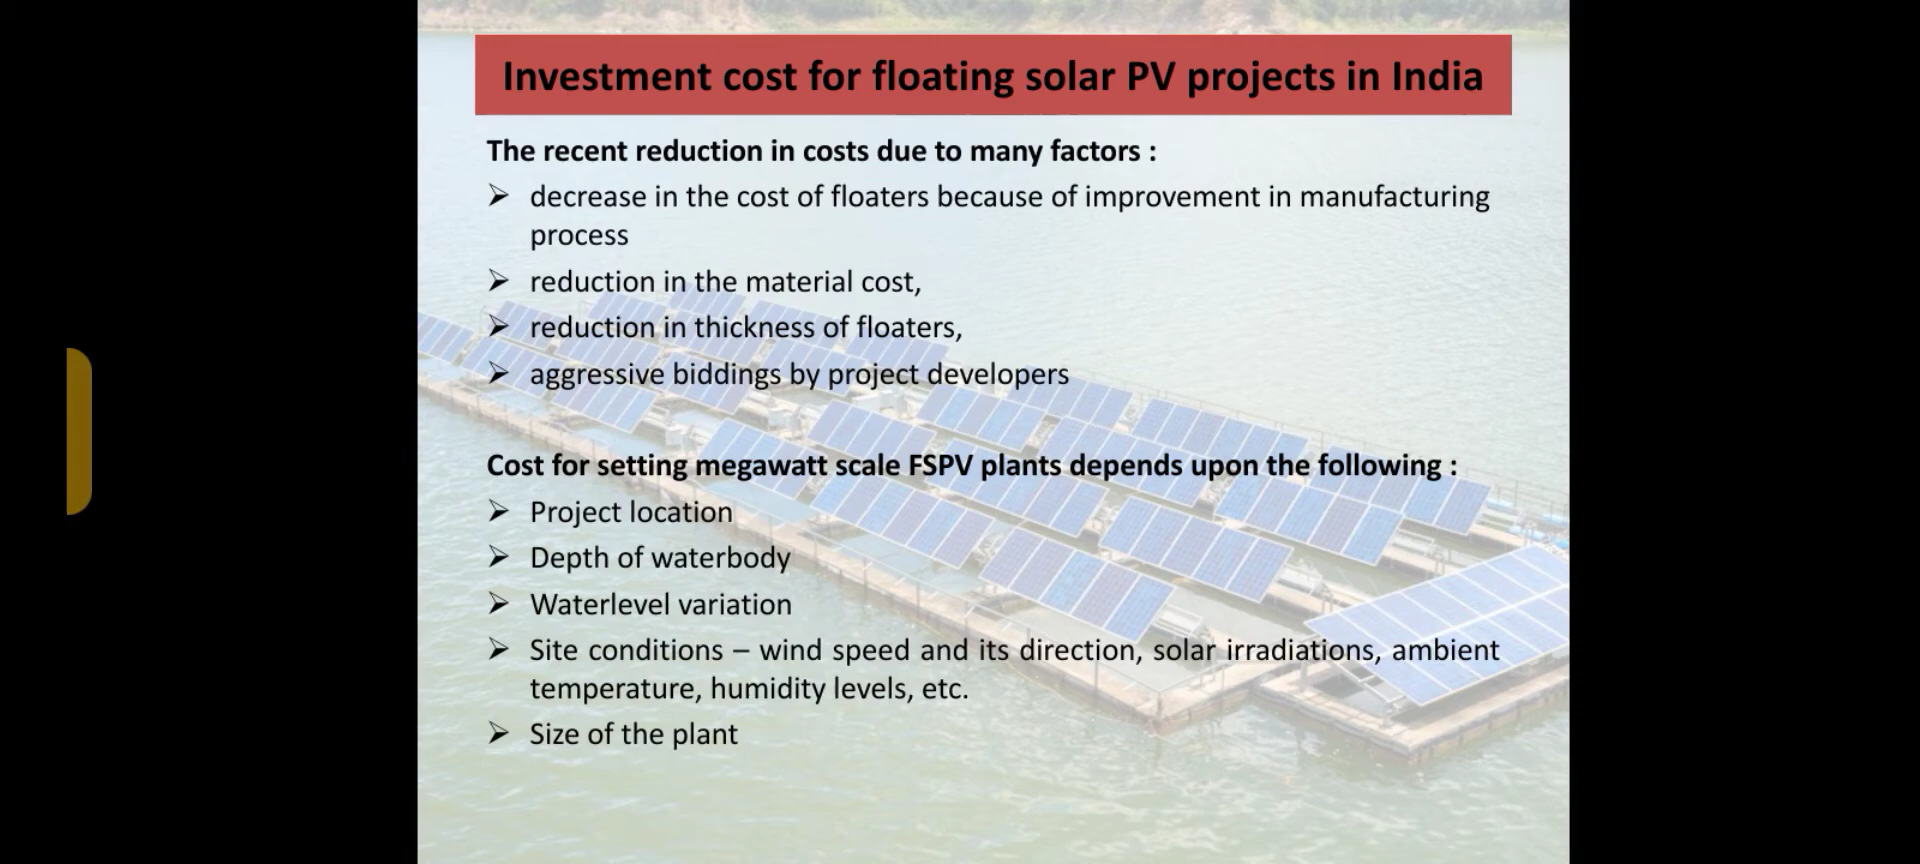 Investment cost for floating solar PV projects in India
The recent reduction in costs due to many factors :
➢ decrease in the cost of floaters because of improvement in manufacturing
process
➢ reduction in the material cost,
➢ reduction in thickness of floaters,
➢ aggressive biddings by project developers
Cost for setting megawatt scale FSPV plants depends upon the following :
➢ Project location
➢ Depth of waterbody
➢ Waterlevel variation
➢ Site conditions – wind speed and its direction, solar irradiations, ambient
temperature, humidity levels, etc.
➢ Size of the plant